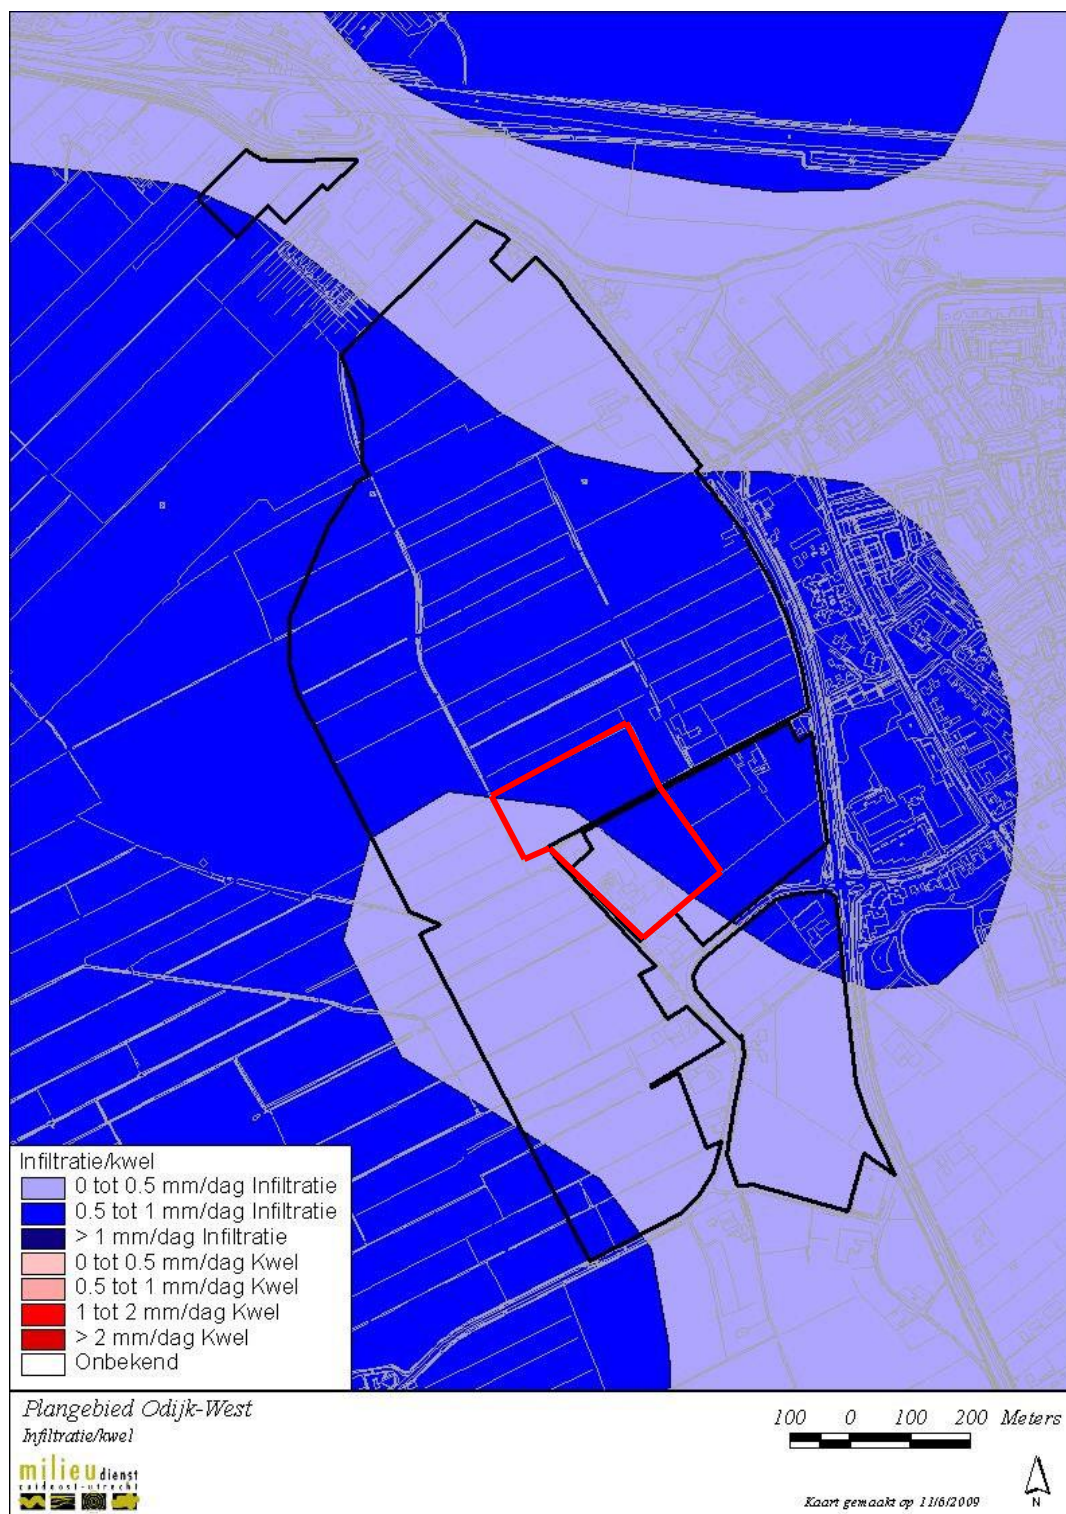 Infiltratie/kwel
0 tot 0.5 mm/dag Infiltratie
0.5 tot 1 mm/dag Infiltratie
> 1 mm/dag Infiltratie
0 tot 0.5 mm/dag Kwel
0.5 tot 1 mm/dag Kwel
1 tot 2 mm/dag Kwel
> 2 mm/dag Kwel
Onbekend
Plangebied Odijk-West
Infiltratie/kwel
milieudienst
zuidoost-utrecht
100 0 100 200 Meters
Kaart gemaakt op 11/6/2009
N